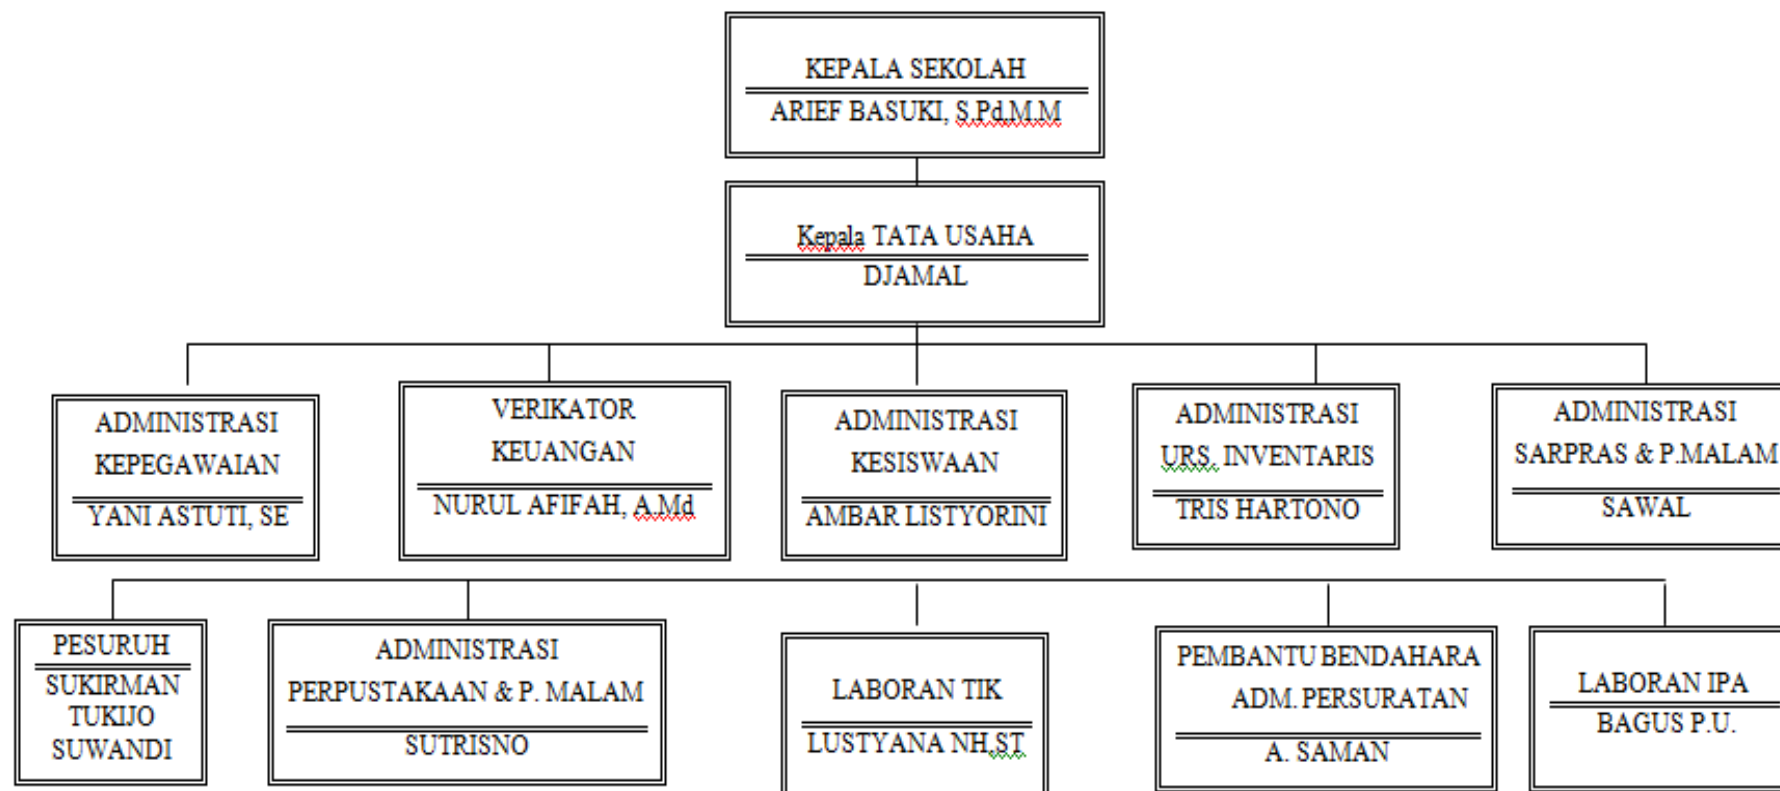 KEPALA SEKOLAH
ARIEF BASUKI, S.Pd,M.M
Kepala TATA USAHA
DJAMAL
ADMINISTRASI
KEPEGAWAIAN
YANI ASTUTI, SE
VERIKATOR
KEUANGAN
NURUL AFIFAH, A.Md
ADMINISTRASI
KESISWAAN
AMBAR LISTYORINI
ADMINISTRASI
URS. INVENTARIS
TRIS HARTONO
ADMINISTRASI
SARPRAS & P.MALAM
SAWAL
PESURUH
SUKIRMAN
TUKIJO
SUWANDI
ADMINISTRASI
PERPUSTAKAAN & P. MALAM
SUTRISNO
LABORAN TIK
LUSTYANA NH,ST
PEMBANTU BENDAHARA
ADM. PERSURATAN
A. SAMAN
LABORAN IPA
BAGUS P.U.